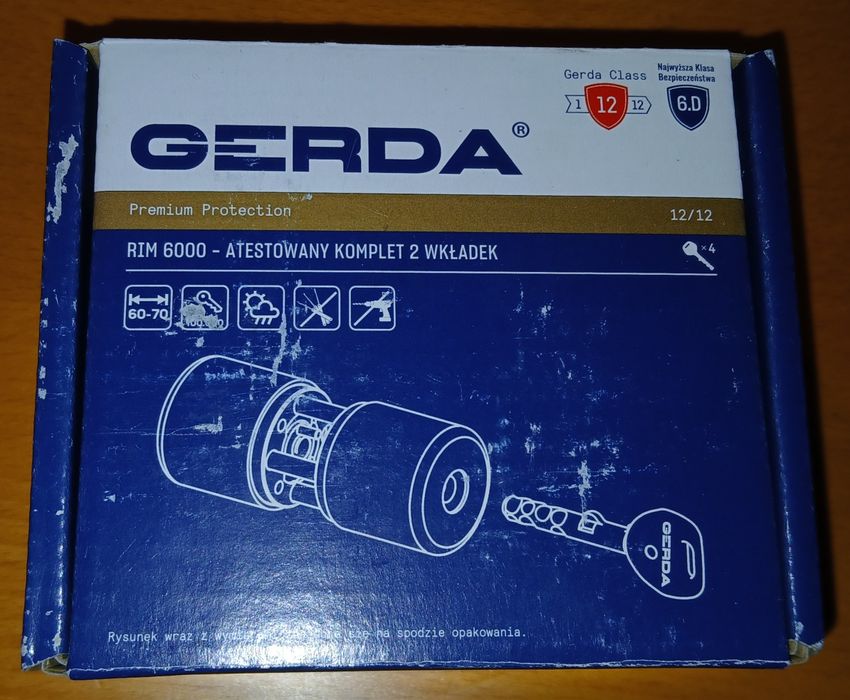 Gerda Class
1 12 12
Najwyższa Klasa
Bezpieczeństwa
6.D
GERDA®
Premium Protection 12/12
RIM 6000 – ATESTOWANY KOMPLET 2 WKŁADEK ×4
60-70
GERDA
Rysunek wraz z się na spodzie opakowania.